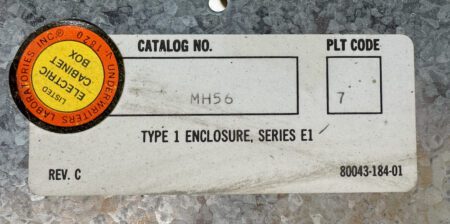 CATALOG NO.
PLT CODE
MH56
7
TYPE 1 ENCLOSURE, SERIES E1
REV. C
80043-184-01
UNDERWRITERS LABORATORIES INC.® V-1820
LISTED
ELECTRIC
CABINET
BOX